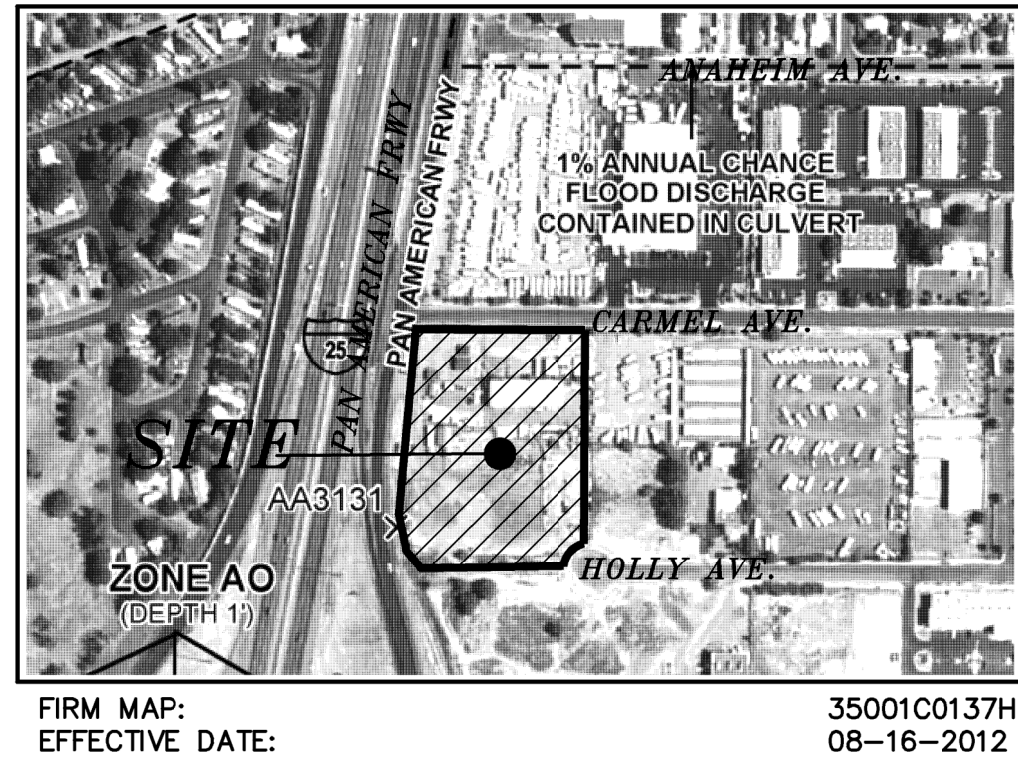 ANAHEIM AVE.
PAN AMERICAN FRWY
PAN AMERICAN FRWY
1% ANNUAL CHANCE
FLOOD DISCHARGE
CONTAINED IN CULVERT
CARMEL AVE.
25
SITE
AA3131
HOLLY AVE.
ZONE AO
(DEPTH 1')
FIRM MAP: 35001C0137H
EFFECTIVE DATE: 08-16-2012